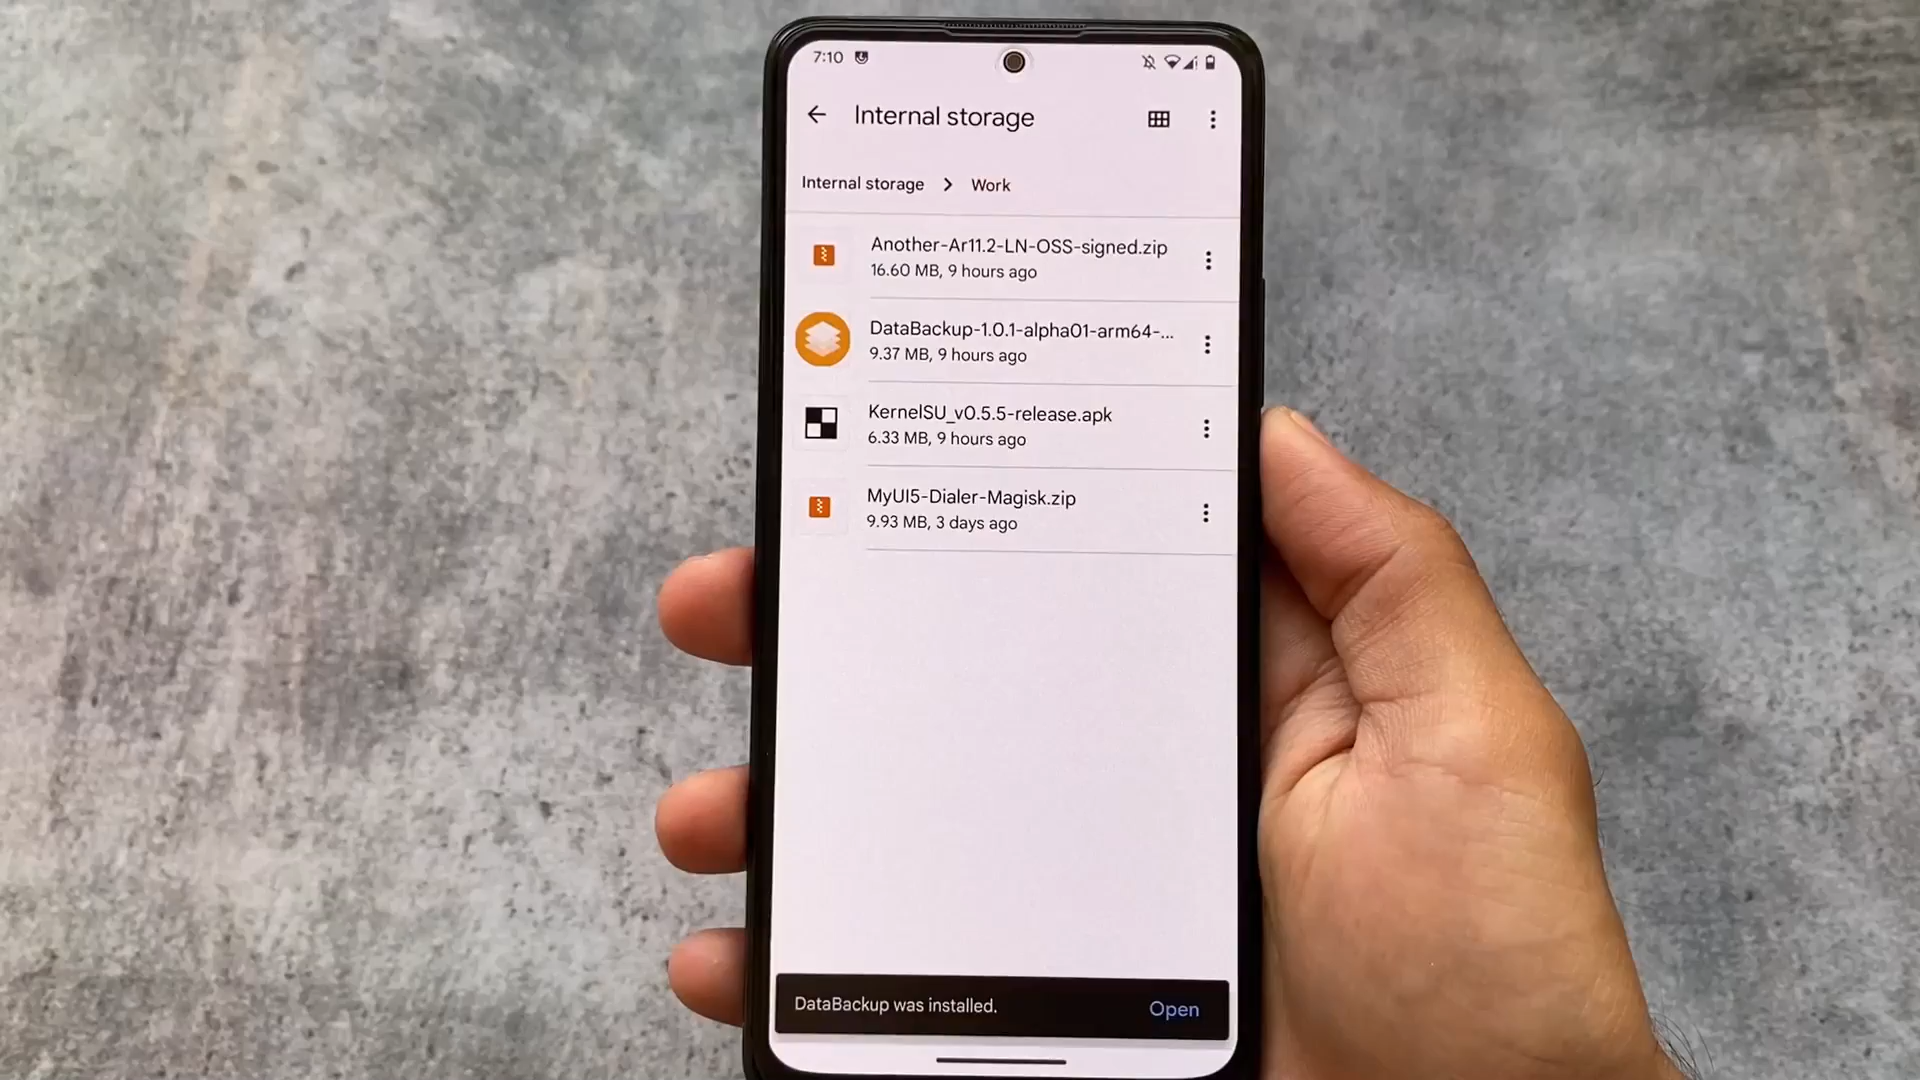 7:10
Internal storage
Internal storage > Work
Another-Ar11.2-LN-OSS-signed.zip
16.60 MB, 9 hours ago
DataBackup-1.0.1-alpha01-arm64-...
9.37 MB, 9 hours ago
KernelSU_v0.5.5-release.apk
6.33 MB, 9 hours ago
MyUI5-Dialer-Magisk.zip
9.93 MB, 3 days ago
DataBackup was installed. Open